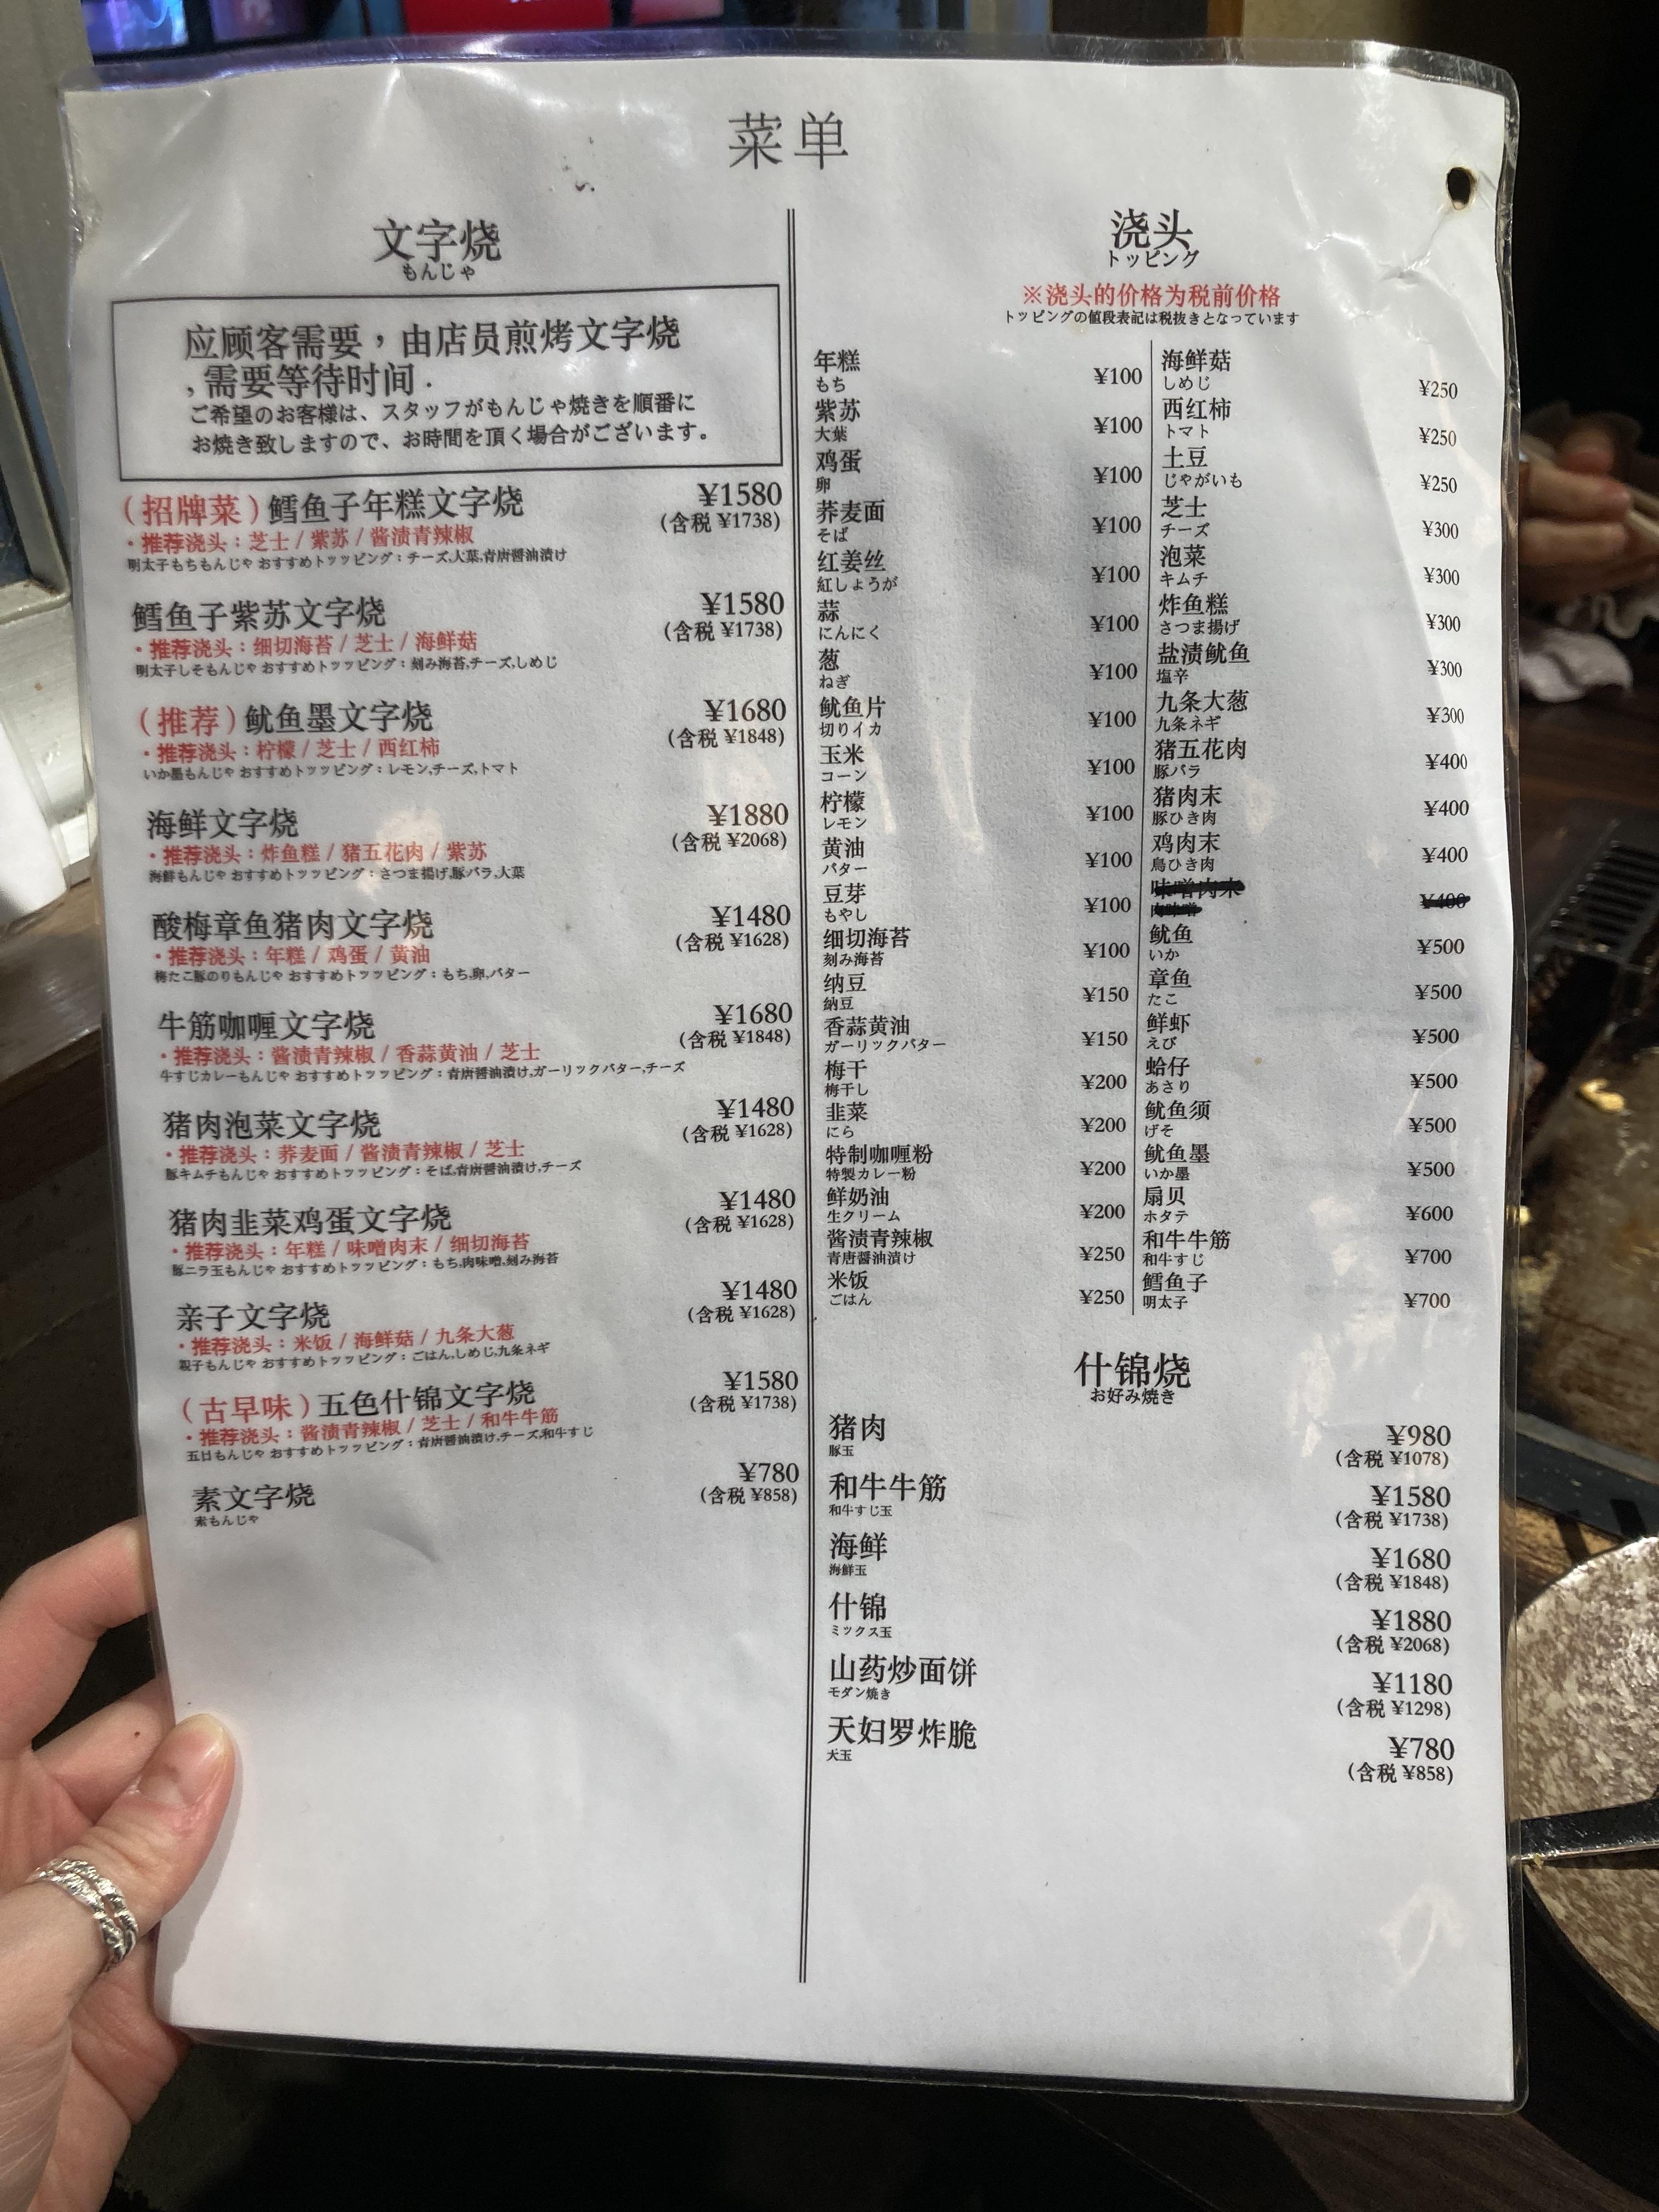 菜单
文字烧
もんじゃ
应顾客需要，由店员煎烤文字烧
,需要等待时间.
ご希望のお客様は、スタッフがもんじゃ焼きを順番に
お焼き致しますので、お時間を頂く場合がございます。
（招牌菜）鳕鱼子年糕文字烧 ¥1580
・推荐浇头：芝士/紫苏/酱渍青辣椒 (含税 ¥1738)
明太子もちもんじゃ おすすめトッッピング：チーズ,大葉,青唐醤油漬け
鳕鱼子紫苏文字烧 ¥1580
・推荐浇头：细切海苔/芝士/海鲜菇 (含税 ¥1738)
明太子しそもんじゃ おすすめトッッピング：刻み海苔,チーズ,しめじ
（推荐）鱿鱼墨文字烧 ¥1680
・推荐浇头：柠檬/芝士/西红柿 (含税 ¥1848)
いか墨もんじゃ おすすめトッッピング：レモン,チーズ,トマト
海鲜文字烧 ¥1880
・推荐浇头：炸鱼糕/猪五花肉/紫苏 (含税 ¥2068)
海鮮もんじゃ おすすめトッッピング：さつま揚げ,豚バラ,大葉
酸梅章鱼猪肉文字烧 ¥1480
・推荐浇头：年糕/鸡蛋/黄油 (含税 ¥1628)
梅たこ豚のりもんじゃ おすすめトッッピング：もち,卵,バター
牛筋咖喱文字烧 ¥1680
・推荐浇头：酱渍青辣椒/香蒜黄油/芝士 (含税 ¥1848)
牛すじカレーもんじゃ おすすめトッッピング：青唐醤油漬け,ガーリックバター,チーズ
猪肉泡菜文字烧 ¥1480
・推荐浇头：荞麦面/酱渍青辣椒/芝士 (含税 ¥1628)
豚キムチもんじゃ おすすめトッッピング：そば,青唐醤油漬け,チーズ
猪肉韭菜鸡蛋文字烧 ¥1480
・推荐浇头：年糕/味噌肉末/细切海苔 (含税 ¥1628)
豚ニラ玉もんじゃ おすすめトッッピング：もち,肉味噌,刻み海苔
亲子文字烧 ¥1480
・推荐浇头：米饭/海鲜菇/九条大葱 (含税 ¥1628)
親子もんじゃ おすすめトッッピング：ごはん,しめじ,九条ネギ
（古早味）五色什锦文字烧 ¥1580
・推荐浇头：酱渍青辣椒/芝士/和牛牛筋 (含税 ¥1738)
五目もんじゃ おすすめトッッピング：青唐醤油漬け,チーズ,和牛すじ
素文字烧 ¥780
素もんじゃ (含税 ¥858)
浇头
トッピング
※浇头的价格为税前价格
トッピングの値段表記は税抜きとなっています
年糕
もち ¥100
紫苏
大葉 ¥100
鸡蛋
卵 ¥100
荞麦面
そば ¥100
红姜丝
紅しょうが ¥100
蒜
にんにく ¥100
葱
ねぎ ¥100
鱿鱼片
切りイカ ¥100
玉米
コーン ¥100
柠檬
レモン ¥100
黄油
バター ¥100
豆芽
もやし ¥100
细切海苔
刻み海苔 ¥100
纳豆
納豆 ¥150
香蒜黄油
ガーリックバター ¥150
梅干
梅干し ¥200
韭菜
にら ¥200
特制咖喱粉
特製カレー粉 ¥200
鲜奶油
生クリーム ¥200
酱渍青辣椒
青唐醤油漬け ¥250
米饭
ごはん ¥250
海鲜菇
しめじ ¥250
西红柿
トマト ¥250
土豆
じゃがいも ¥250
芝士
チーズ ¥300
泡菜
キムチ ¥300
炸鱼糕
さつま揚げ ¥300
盐渍鱿鱼
塩辛 ¥300
九条大葱
九条ネギ ¥300
猪五花肉
豚バラ ¥400
猪肉末
豚ひき肉 ¥400
鸡肉末
鳥ひき肉 ¥400
味噌肉末
肉味噌 ¥400
鱿鱼
いか ¥500
章鱼
たこ ¥500
鲜虾
えび ¥500
蛤仔
あさり ¥500
鱿鱼须
げそ ¥500
鱿鱼墨
いか墨 ¥500
扇贝
ホタテ ¥600
和牛牛筋
和牛すじ ¥700
鳕鱼子
明太子 ¥700
什锦烧
お好み焼き
猪肉 ¥980
豚玉 (含税 ¥1078)
和牛牛筋 ¥1580
和牛すじ玉 (含税 ¥1738)
海鲜 ¥1680
海鮮玉 (含税 ¥1848)
什锦 ¥1880
ミックス玉 (含税 ¥2068)
山药炒面饼 ¥1180
モダン焼き (含税 ¥1298)
天妇罗炸脆 ¥780
天玉 (含税 ¥858)